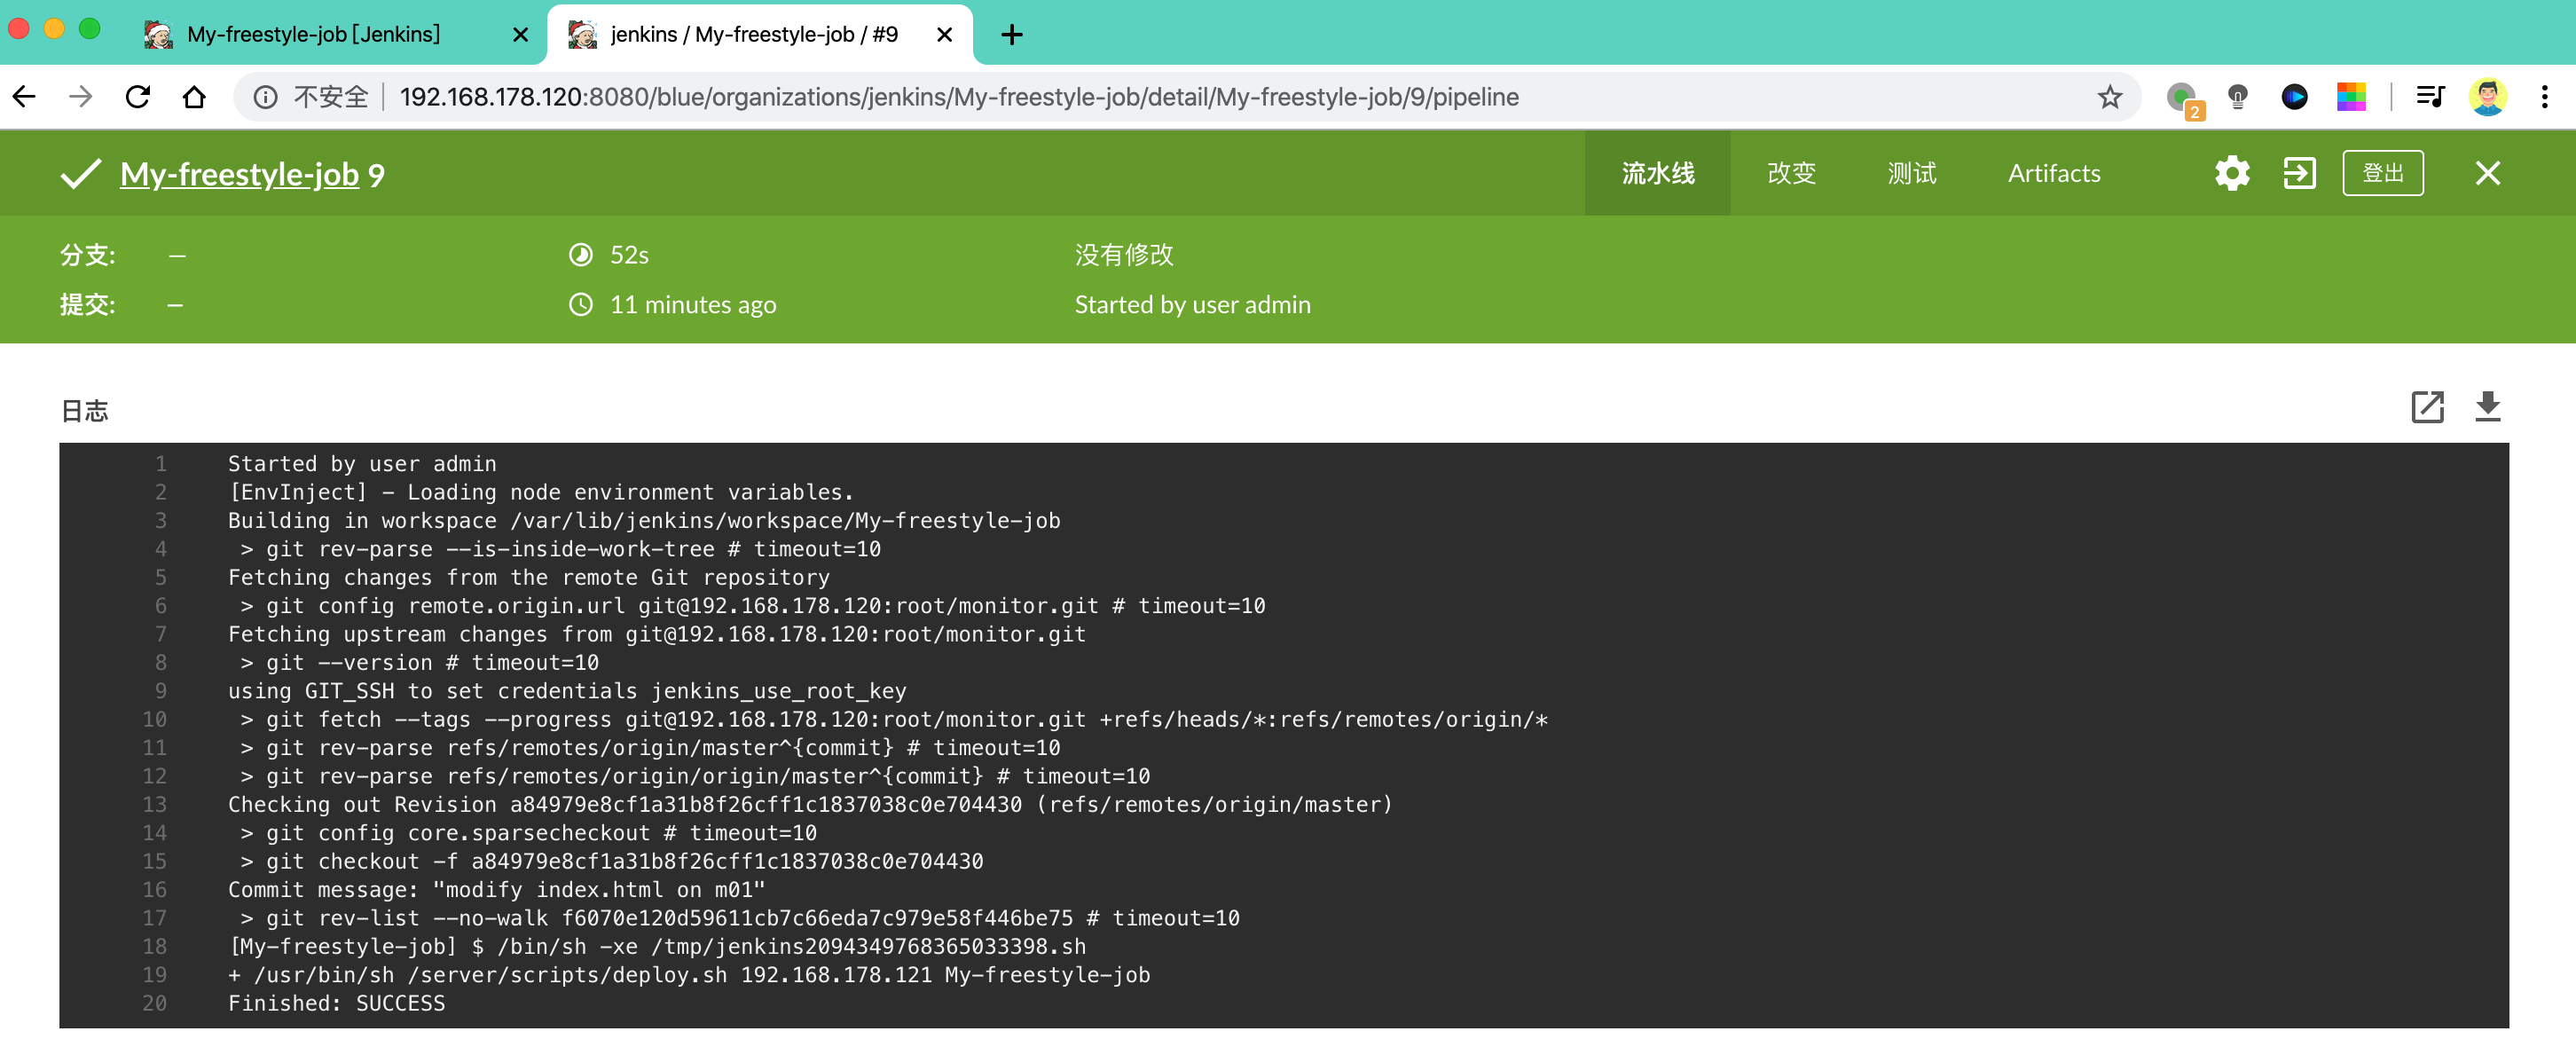 My-freestyle-job [Jenkins]
jenkins / My-freestyle-job / #9
不安全 192.168.178.120:8080/blue/organizations/jenkins/My-freestyle-job/detail/My-freestyle-job/9/pipeline
2
My-freestyle-job 9
流水线 改变 测试 Artifacts 登出
分支: — 52s 没有修改
提交: — 11 minutes ago Started by user admin
日志
1 Started by user admin
2 [EnvInject] - Loading node environment variables.
3 Building in workspace /var/lib/jenkins/workspace/My-freestyle-job
4 > git rev-parse --is-inside-work-tree # timeout=10
5 Fetching changes from the remote Git repository
6 > git config remote.origin.url git@192.168.178.120:root/monitor.git # timeout=10
7 Fetching upstream changes from git@192.168.178.120:root/monitor.git
8 > git --version # timeout=10
9 using GIT_SSH to set credentials jenkins_use_root_key
10 > git fetch --tags --progress git@192.168.178.120:root/monitor.git +refs/heads/*:refs/remotes/origin/*
11 > git rev-parse refs/remotes/origin/master^{commit} # timeout=10
12 > git rev-parse refs/remotes/origin/origin/master^{commit} # timeout=10
13 Checking out Revision a84979e8cf1a31b8f26cff1c1837038c0e704430 (refs/remotes/origin/master)
14 > git config core.sparsecheckout # timeout=10
15 > git checkout -f a84979e8cf1a31b8f26cff1c1837038c0e704430
16 Commit message: "modify index.html on m01"
17 > git rev-list --no-walk f6070e120d59611cb7c66eda7c979e58f446be75 # timeout=10
18 [My-freestyle-job] $ /bin/sh -xe /tmp/jenkins2094349768365033398.sh
19 + /usr/bin/sh /server/scripts/deploy.sh 192.168.178.121 My-freestyle-job
20 Finished: SUCCESS